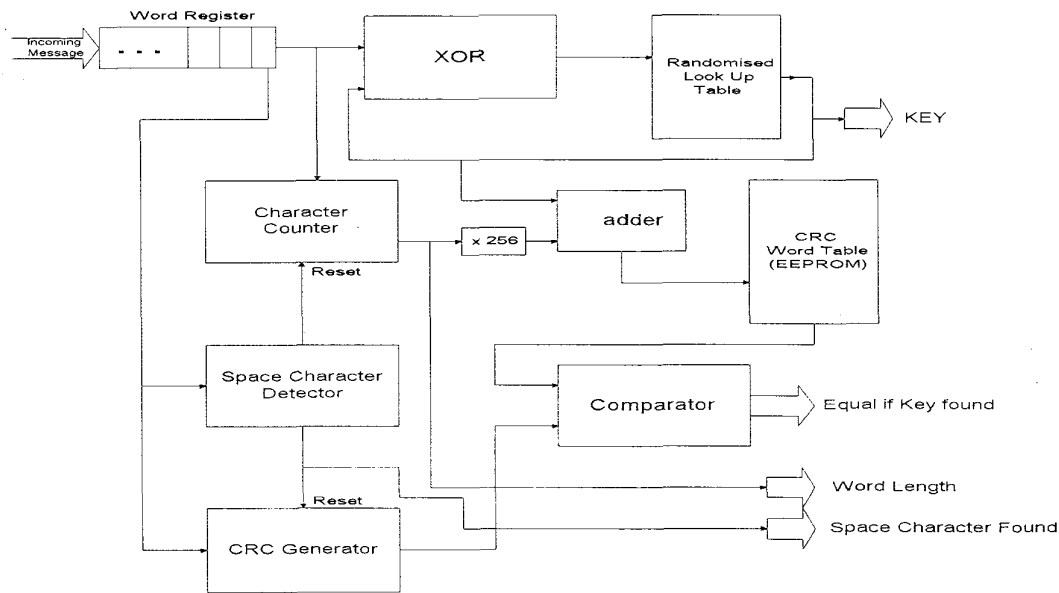 Word Register
Incoming
Message
- - -
XOR
Randomised
Look Up
Table
KEY
Character
Counter
Reset
x 256
adder
CRC
Word Table
(EEPROM)
Space Character
Detector
Comparator
Equal if Key found
Word Length
Reset
Space Character Found
CRC Generator